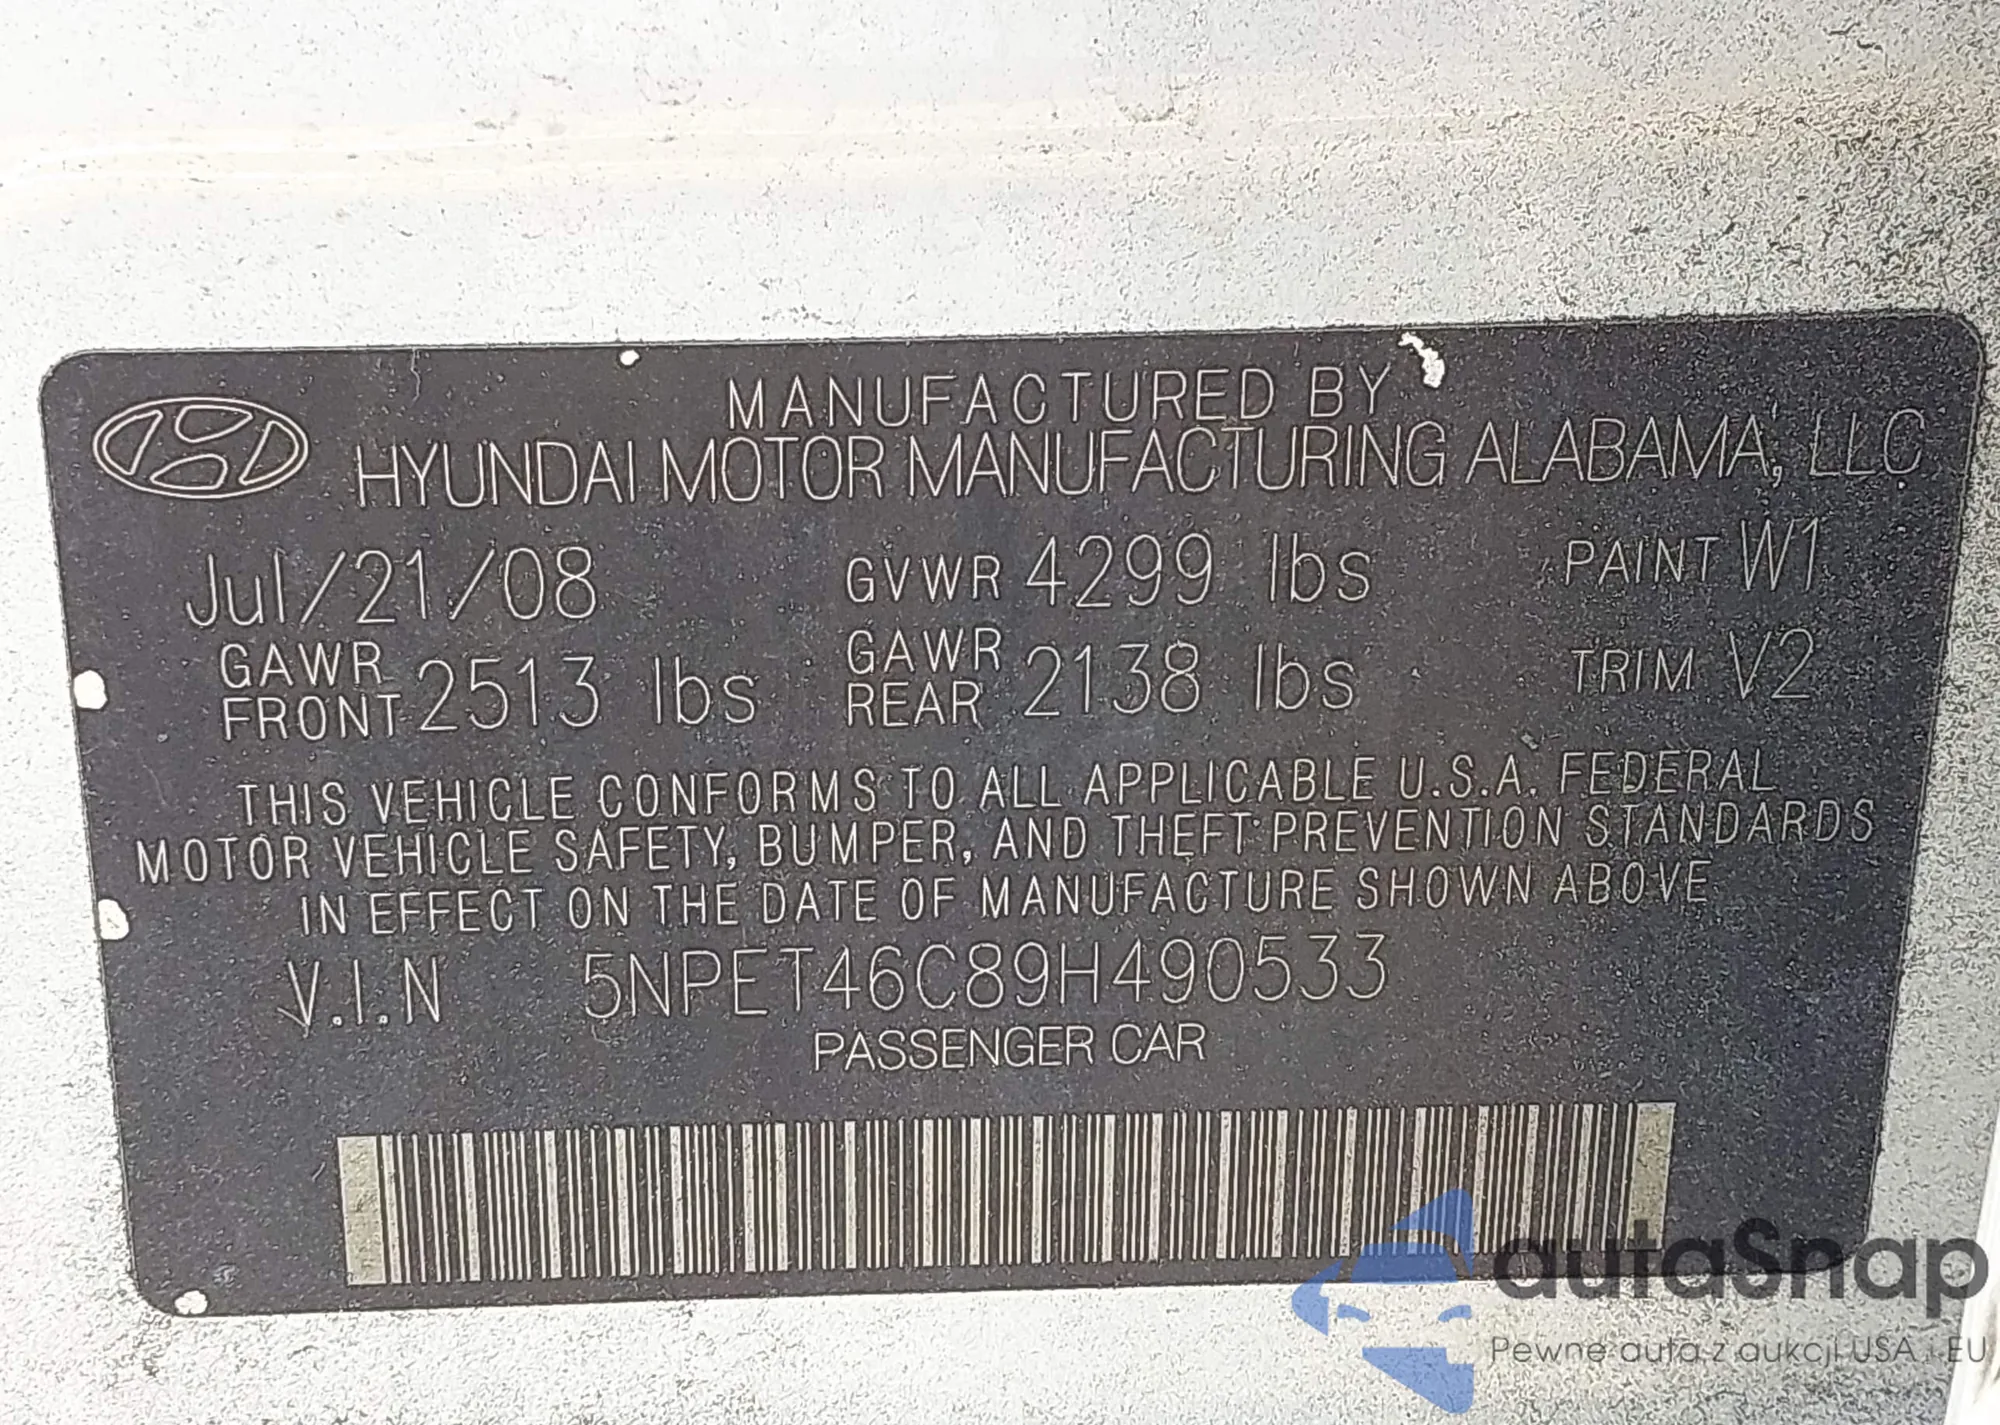 MANUFACTURED BY
HYUNDAI MOTOR MANUFACTURING ALABAMA, LLC
Jul/21/08 GVWR 4299 lbs PAINT W1
GAWR FRONT 2513 lbs GAWR REAR 2138 lbs TRIM V2
THIS VEHICLE CONFORMS TO ALL APPLICABLE U.S.A. FEDERAL
MOTOR VEHICLE SAFETY, BUMPER, AND THEFT PREVENTION STANDARDS
IN EFFECT ON THE DATE OF MANUFACTURE SHOWN ABOVE
V.I.N 5NPET46C89H490533
PASSENGER CAR
autaSnap
Pewne auta z aukcji USA i EU